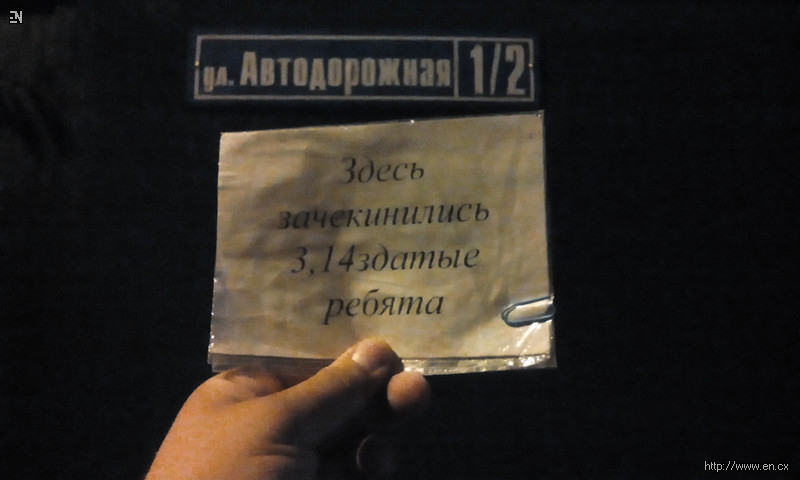 EN
ул. Автодорожная 1/2
Здесь
зачекинились
3,14здатые
ребята
http://www.en.cx